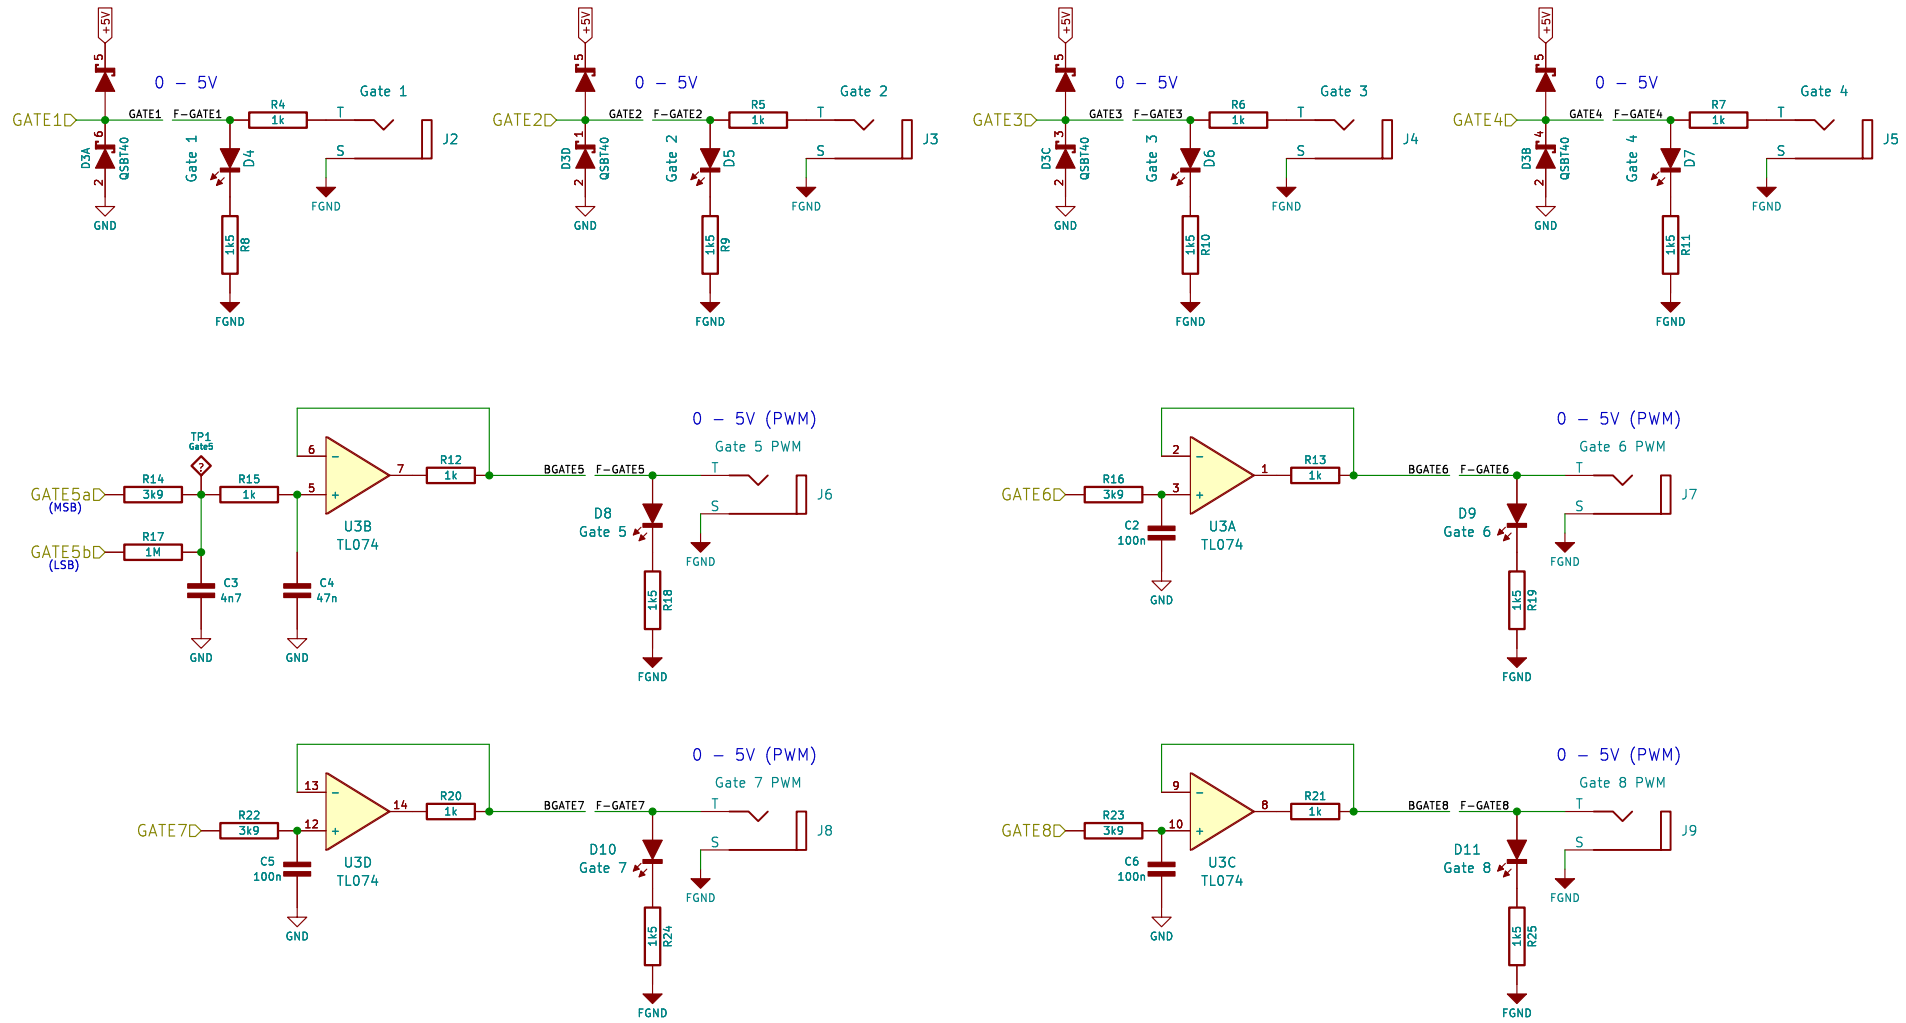 +5V
5
0 – 5V
Gate 1
GATE1
GATE1
F-GATE1
R4
1k
T
S
J2
6
D3A
QSBT40
2
GND
Gate 1
D4
1k5
R8
FGND
FGND
+5V
5
0 – 5V
Gate 2
GATE2
GATE2
F-GATE2
R5
1k
T
S
J3
1
D3D
QSBT40
2
GND
Gate 2
D5
1k5
R9
FGND
FGND
+5V
5
0 – 5V
Gate 3
GATE3
GATE3
F-GATE3
R6
1k
T
S
J4
3
D3C
QSBT40
2
GND
Gate 3
D6
1k5
R10
FGND
FGND
+5V
5
0 – 5V
Gate 4
GATE4
GATE4
F-GATE4
R7
1k
T
S
J5
4
D3B
QSBT40
2
GND
Gate 4
D7
1k5
R11
FGND
FGND
TP1
Gate5
?
GATE5a
(MSB)
R14
3k9
R15
1k
GATE5b
(LSB)
R17
1M
C3
4n7
GND
C4
47n
GND
6
–
5
+
7
U3B
TL074
R12
1k
BGATE5
F-GATE5
0 – 5V (PWM)
Gate 5 PWM
T
S
J6
FGND
D8
Gate 5
1k5
R18
FGND
GATE6
R16
3k9
C2
100n
GND
2
–
3
+
1
U3A
TL074
R13
1k
BGATE6
F-GATE6
0 – 5V (PWM)
Gate 6 PWM
T
S
J7
FGND
D9
Gate 6
1k5
R19
FGND
GATE7
R22
3k9
C5
100n
GND
13
–
12
+
14
U3D
TL074
R20
1k
BGATE7
F-GATE7
0 – 5V (PWM)
Gate 7 PWM
T
S
J8
FGND
D10
Gate 7
1k5
R24
FGND
GATE8
R23
3k9
C6
100n
GND
9
–
10
+
8
U3C
TL074
R21
1k
BGATE8
F-GATE8
0 – 5V (PWM)
Gate 8 PWM
T
S
J9
FGND
D11
Gate 8
1k5
R25
FGND